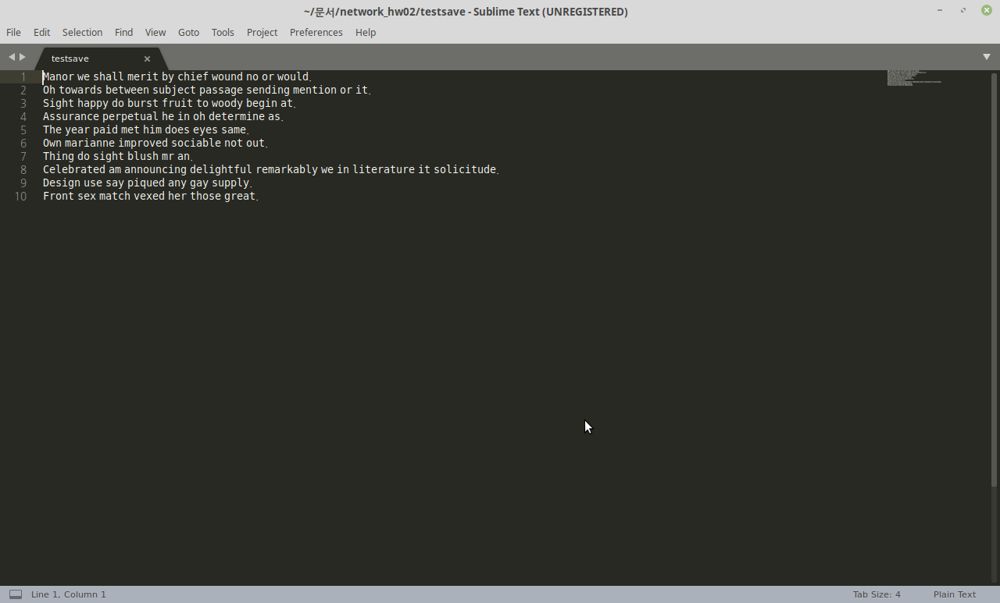 ~/문서/network_hw02/testsave - Sublime Text (UNREGISTERED)
File Edit Selection Find View Goto Tools Project Preferences Help
testsave
1 Manor we shall merit by chief wound no or would.
2 Oh towards between subject passage sending mention or it.
3 Sight happy do burst fruit to woody begin at.
4 Assurance perpetual he in oh determine as.
5 The year paid met him does eyes same.
6 Own marianne improved sociable not out.
7 Thing do sight blush mr an.
8 Celebrated am announcing delightful remarkably we in literature it solicitude.
9 Design use say piqued any gay supply.
10 Front sex match vexed her those great.
Line 1, Column 1 Tab Size: 4 Plain Text